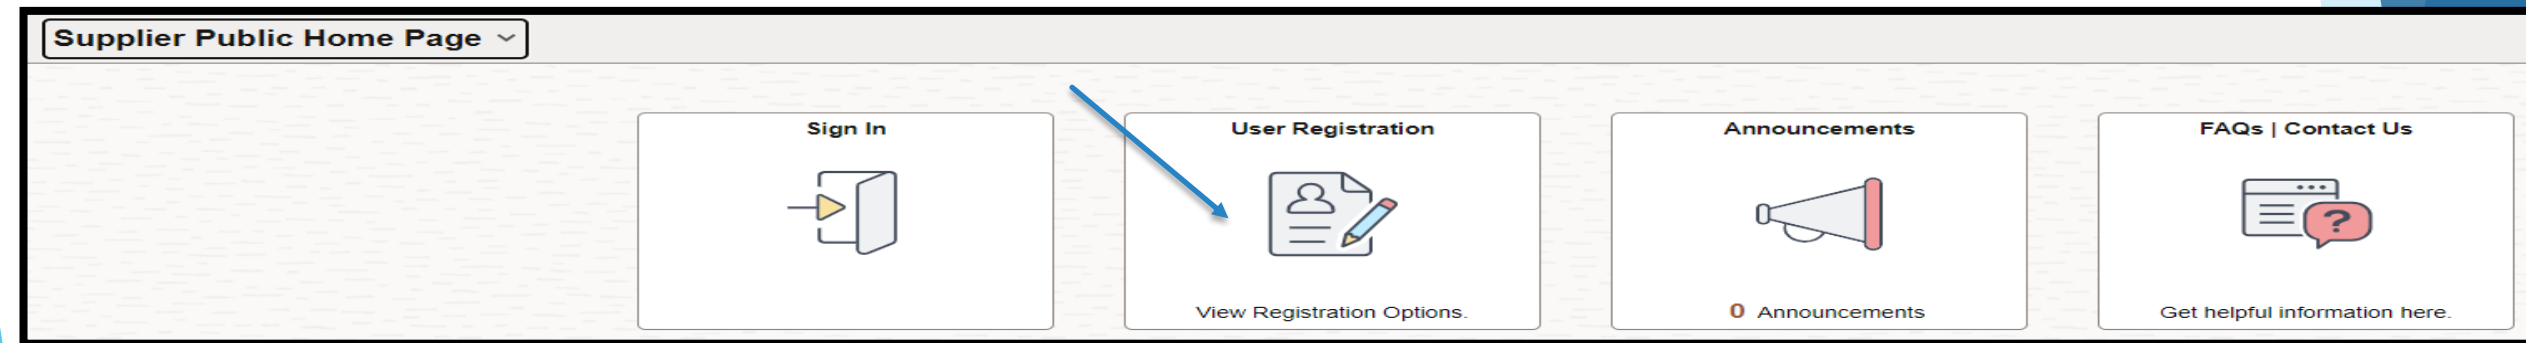 Supplier Public Home Page
Sign In
User Registration
View Registration Options.
Announcements
0 Announcements
FAQs | Contact Us
?
Get helpful information here.